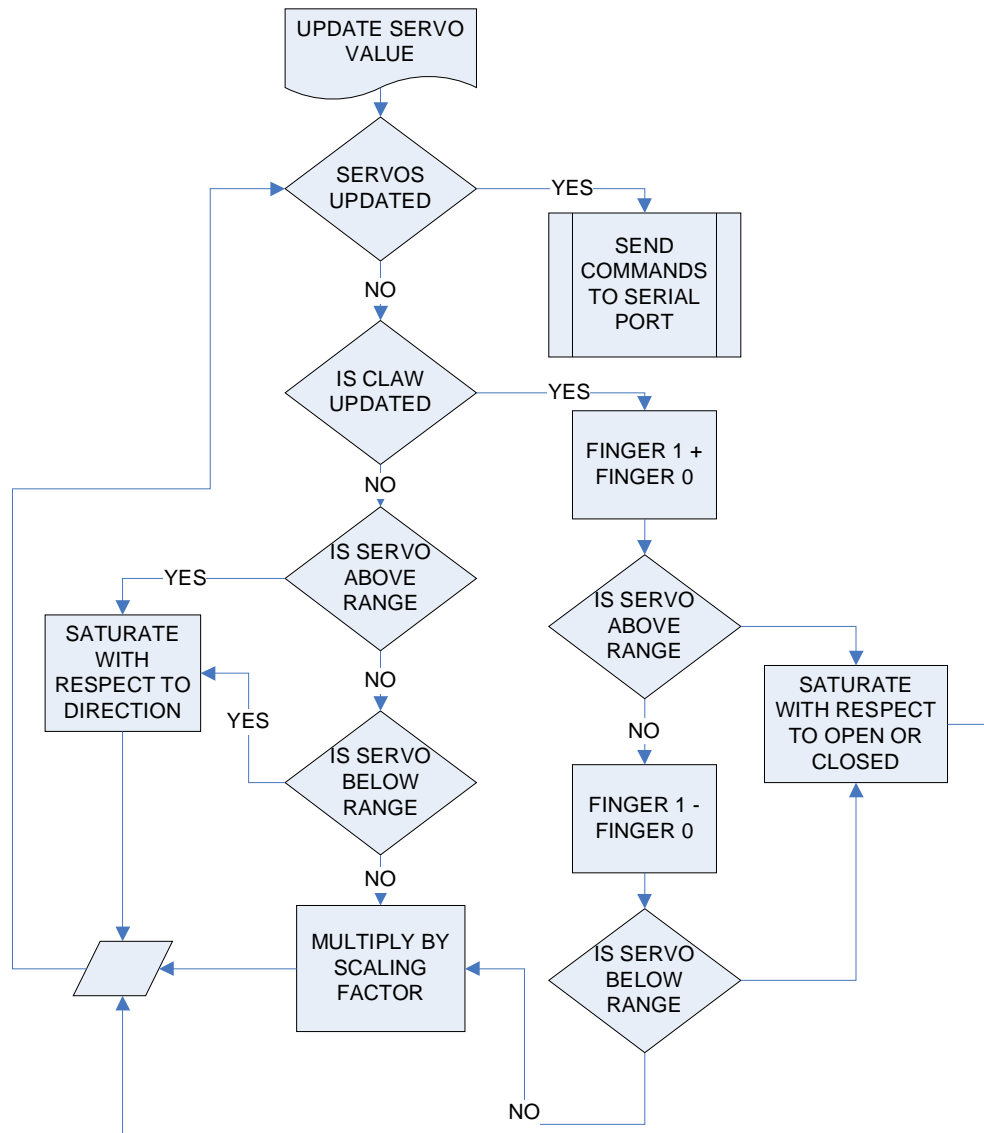 UPDATE SERVO
VALUE
SERVOS
UPDATED
YES
SEND
COMMANDS
TO SERIAL
PORT
NO
IS CLAW
UPDATED
YES
FINGER 1 +
FINGER 0
NO
IS SERVO
ABOVE
RANGE
YES
SATURATE
WITH
RESPECT TO
DIRECTION
NO
YES
IS SERVO
BELOW
RANGE
NO
MULTIPLY BY
SCALING
FACTOR
IS SERVO
ABOVE
RANGE
SATURATE
WITH RESPECT
TO OPEN OR
CLOSED
NO
FINGER 1 -
FINGER 0
IS SERVO
BELOW
RANGE
NO